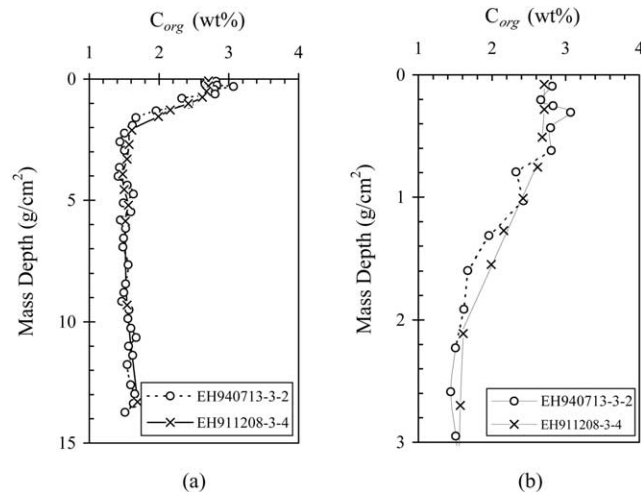 C_org (wt%)
1 2 3 4
0
5
10
15
Mass Depth (g/cm²)
EH940713-3-2
EH911208-3-4
(a)
C_org (wt%)
1 2 3 4
0
1
2
3
Mass Depth (g/cm²)
EH940713-3-2
EH911208-3-4
(b)